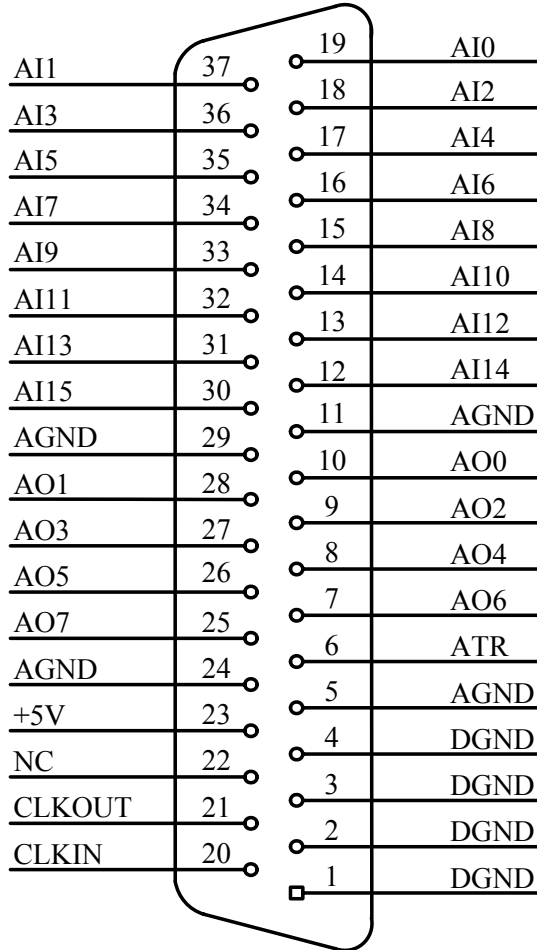 19 AI0
AI1 37
18 AI2
AI3 36
17 AI4
AI5 35
16 AI6
AI7 34
15 AI8
AI9 33
14 AI10
AI11 32
13 AI12
AI13 31
12 AI14
AI15 30
11 AGND
AGND 29
10 AO0
AO1 28
9 AO2
AO3 27
8 AO4
AO5 26
7 AO6
AO7 25
6 ATR
AGND 24
5 AGND
+5V 23
4 DGND
NC 22
3 DGND
CLKOUT 21
2 DGND
CLKIN 20
1 DGND